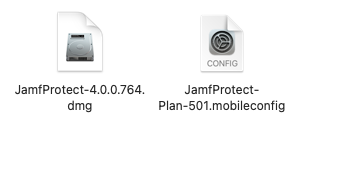 CONFIG
JamfProtect-4.0.0.764.
dmg
JamfProtect-
Plan-501.mobileconfig